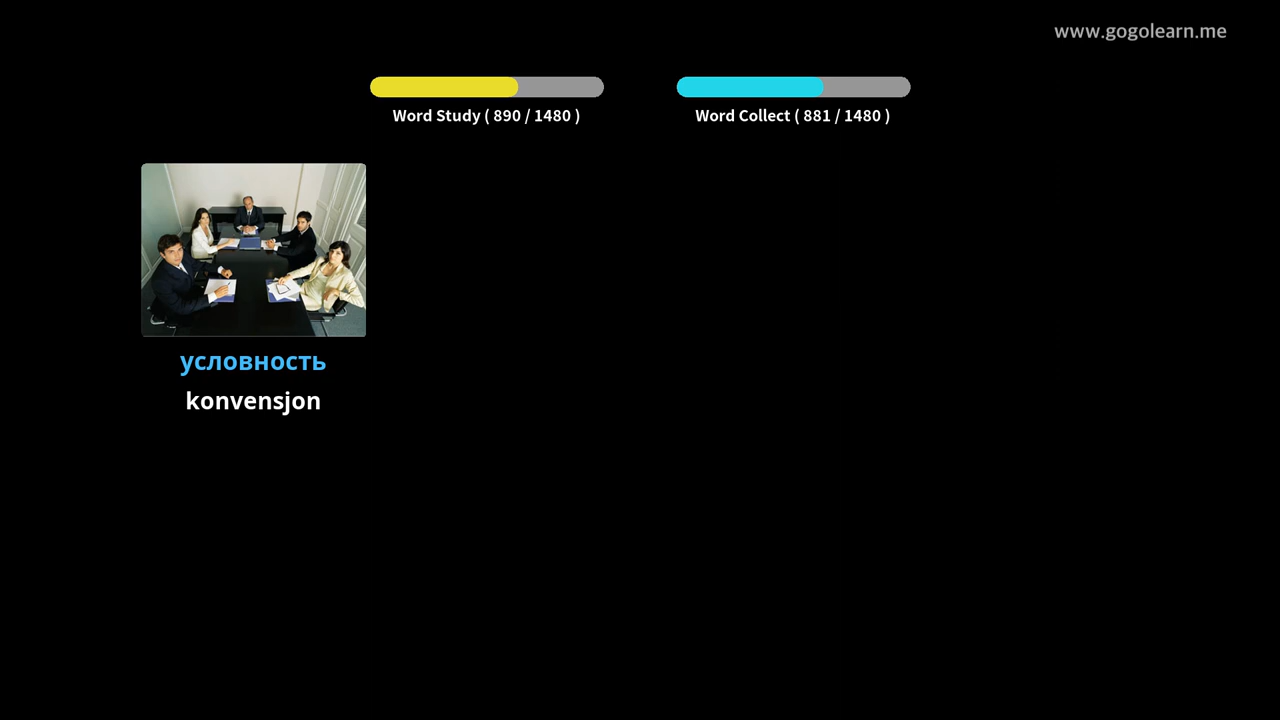 www.gogolearn.me
Word Study ( 890 / 1480 )
Word Collect ( 881 / 1480 )
условность
konvensjon